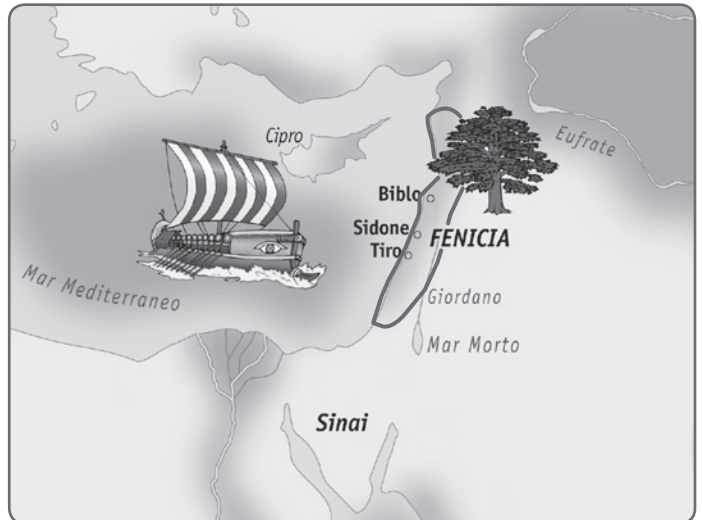 Cipro
Eufrate
Biblo
Sidone
FENICIA
Tiro
Mar Mediterraneo
Giordano
Mar Morto
Sinai